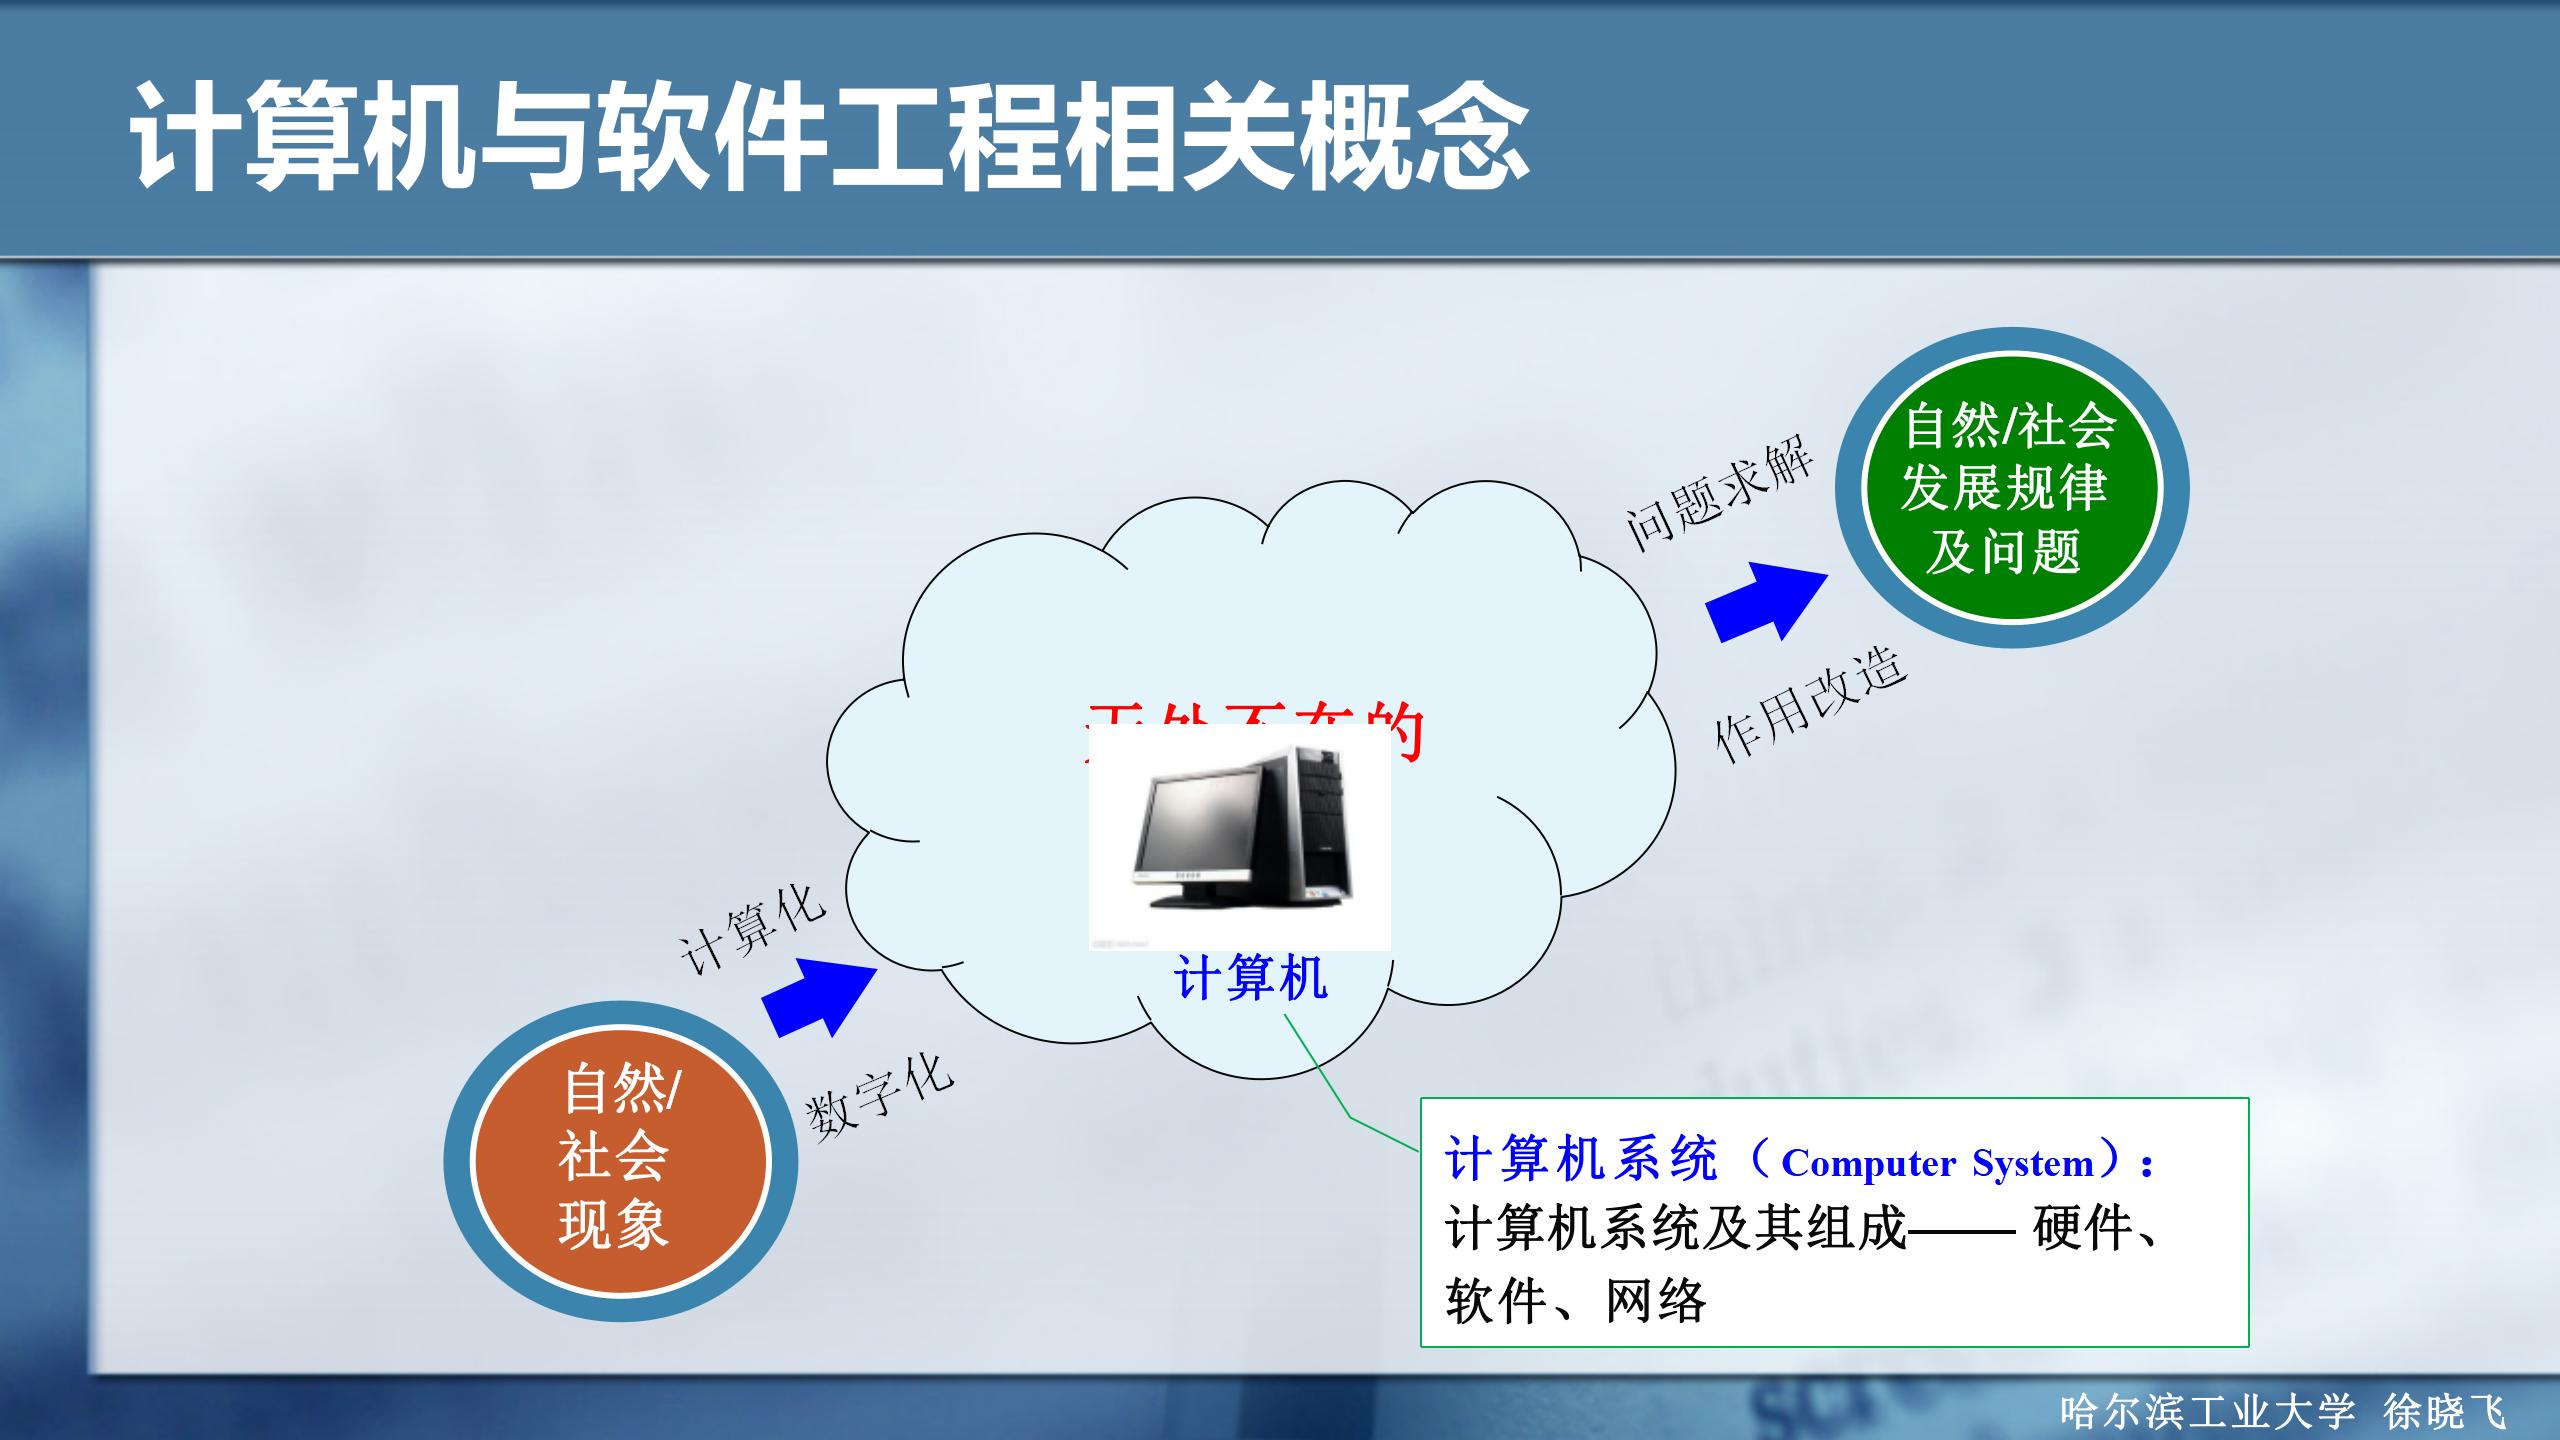 计算机与软件工程相关概念
自然/社会
发展规律
及问题
问题求解
作用改造
的
计算机
计算化
数字化
自然/
社会
现象
计算机系统（Computer System）：
计算机系统及其组成—— 硬件、
软件、网络
哈尔滨工业大学 徐晓飞